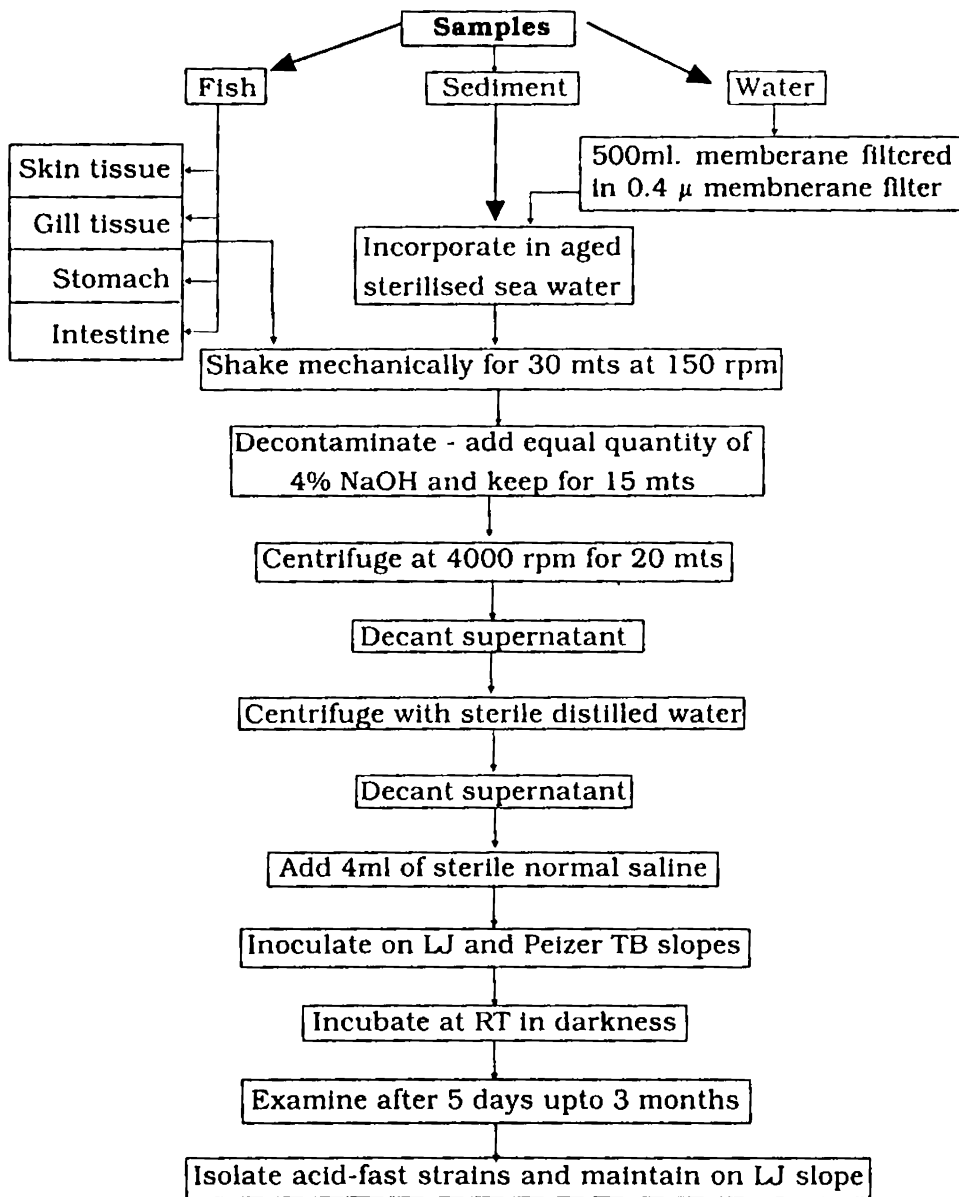 Samples
Fish
Sediment
Water
Skin tissue
Gill tissue
Stomach
Intestine
500ml. memberane filtered
in 0.4 μ membnerane filter
Incorporate in aged
sterilised sea water
Shake mechanically for 30 mts at 150 rpm
Decontaminate - add equal quantity of
4% NaOH and keep for 15 mts
Centrifuge at 4000 rpm for 20 mts
Decant supernatant
Centrifuge with sterile distilled water
Decant supernatant
Add 4ml of sterile normal saline
Inoculate on LJ and Peizer TB slopes
Incubate at RT in darkness
Examine after 5 days upto 3 months
Isolate acid-fast strains and maintain on LJ slope